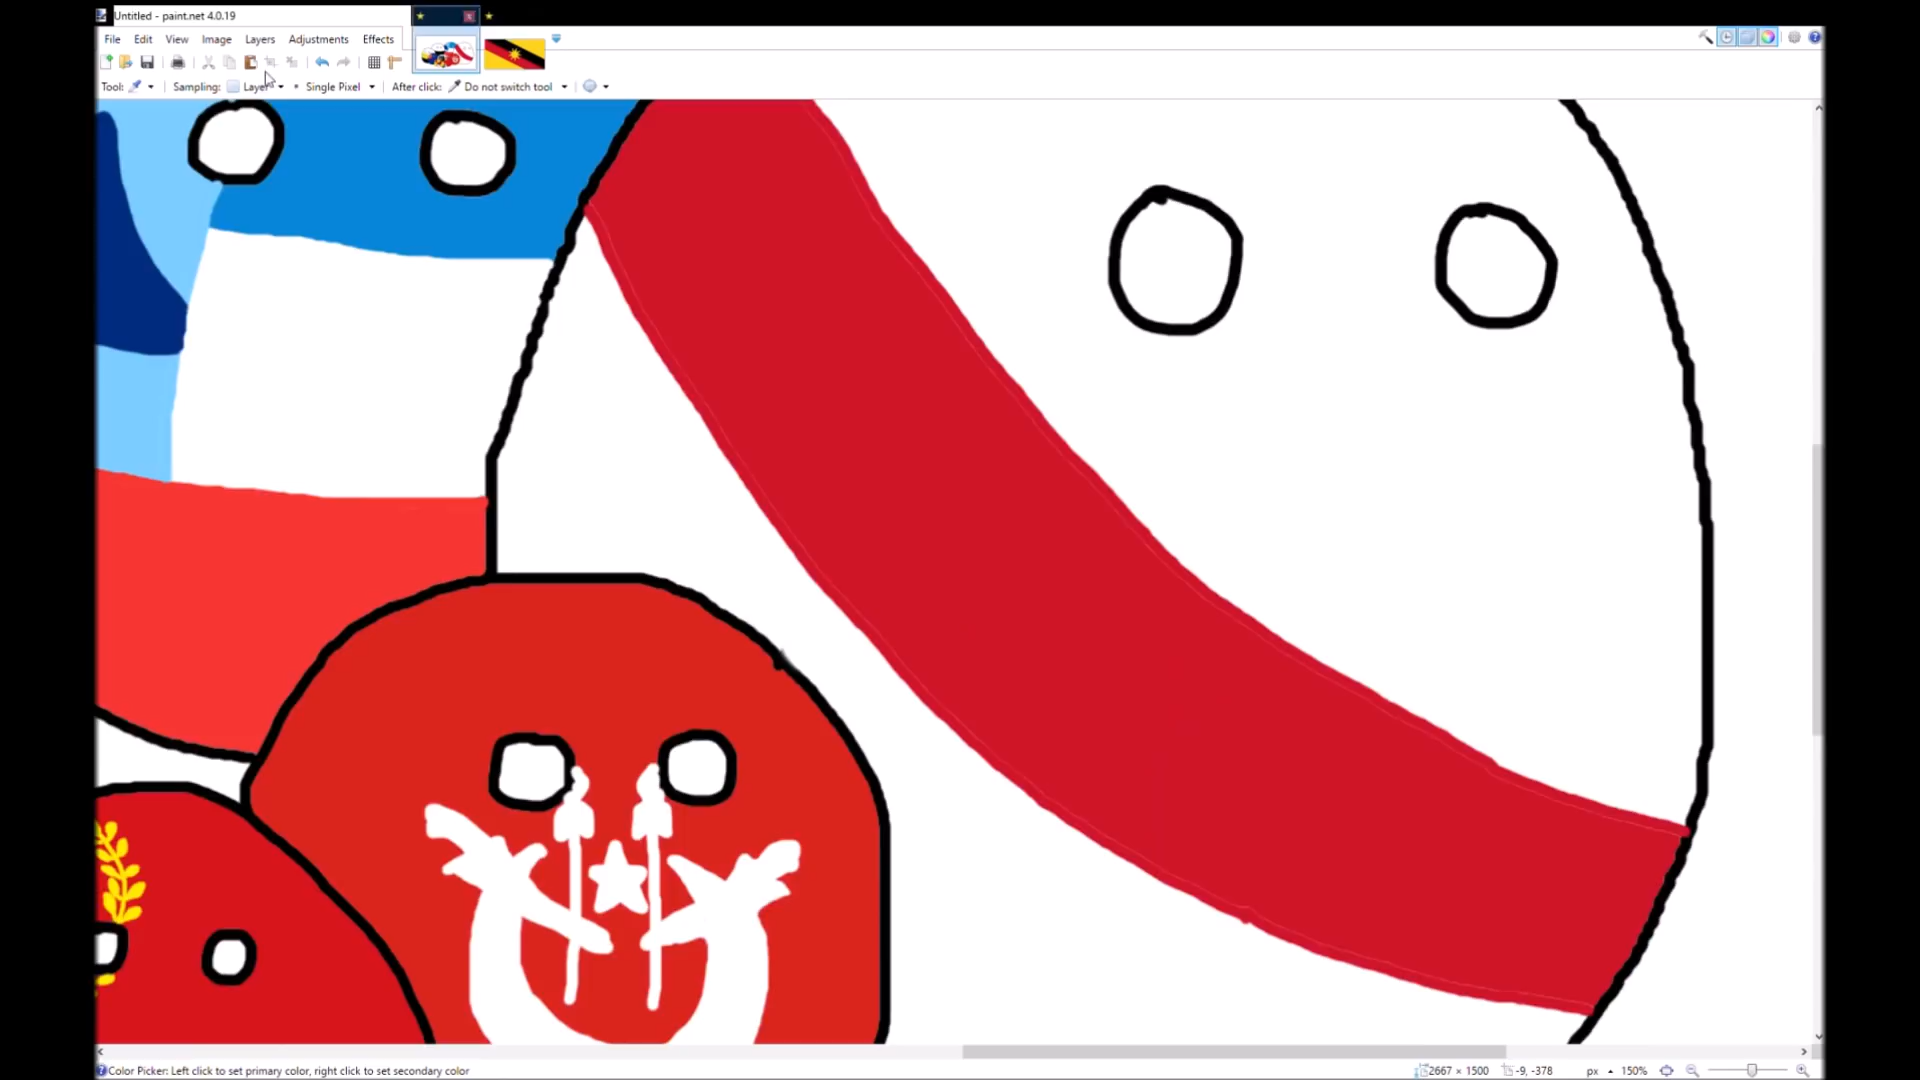 Untitled - paint.net 4.0.19
File Edit View Image Layers Adjustments Effects
Tool: Sampling: Layer Single Pixel After click: Do not switch tool
Color Picker: Left click to set primary color, right click to set secondary color 2667 × 1500 -9, -378 px 150%